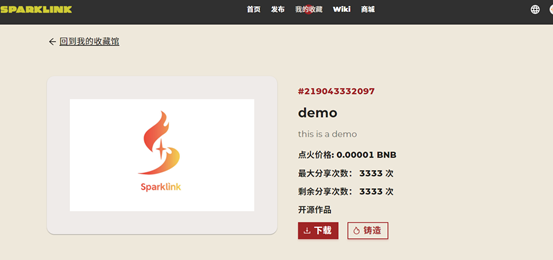 SPARKLINK
首页 发布 我的收藏 Wiki 商城
← 回到我的收藏馆
Sparklink
#219043332097
demo
this is a demo
点火价格: 0.00001 BNB
最大分享次数: 3333 次
剩余分享次数: 3333 次
开源作品
下载 铸造